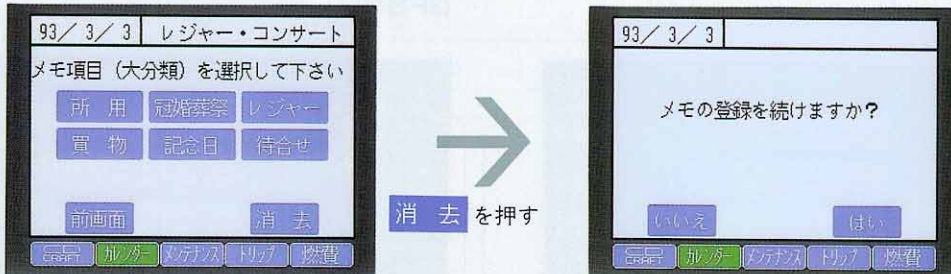 93/ 3/ 3 レジャー・コンサート
メモ項目（大分類）を選択して下さい
所 用 冠婚葬祭 レジャー
買 物 記念日 待合せ
前画面 消 去
CRAFT カレンダー メンテナンス トリップ 燃費
消 去 を押す
93/ 3/ 3
メモの登録を続けますか？
いいえ はい
CRAFT カレンダー メンテナンス トリップ 燃費